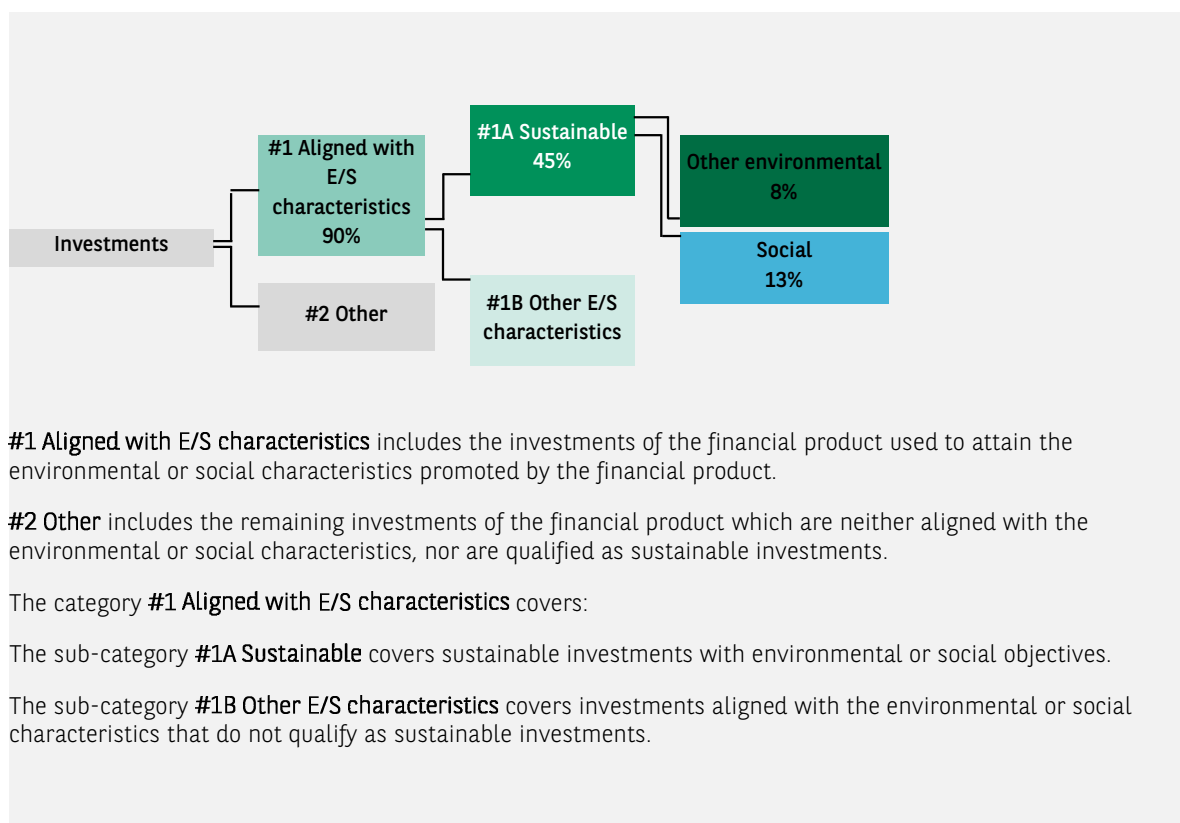 #1A Sustainable
45%
#1 Aligned with
E/S
characteristics
90%
Other environmental
8%
Investments
Social
13%
#2 Other
#1B Other E/S
characteristics
#1 Aligned with E/S characteristics includes the investments of the financial product used to attain the
environmental or social characteristics promoted by the financial product.
#2 Other includes the remaining investments of the financial product which are neither aligned with the
environmental or social characteristics, nor are qualified as sustainable investments.
The category #1 Aligned with E/S characteristics covers:
The sub-category #1A Sustainable covers sustainable investments with environmental or social objectives.
The sub-category #1B Other E/S characteristics covers investments aligned with the environmental or social
characteristics that do not qualify as sustainable investments.